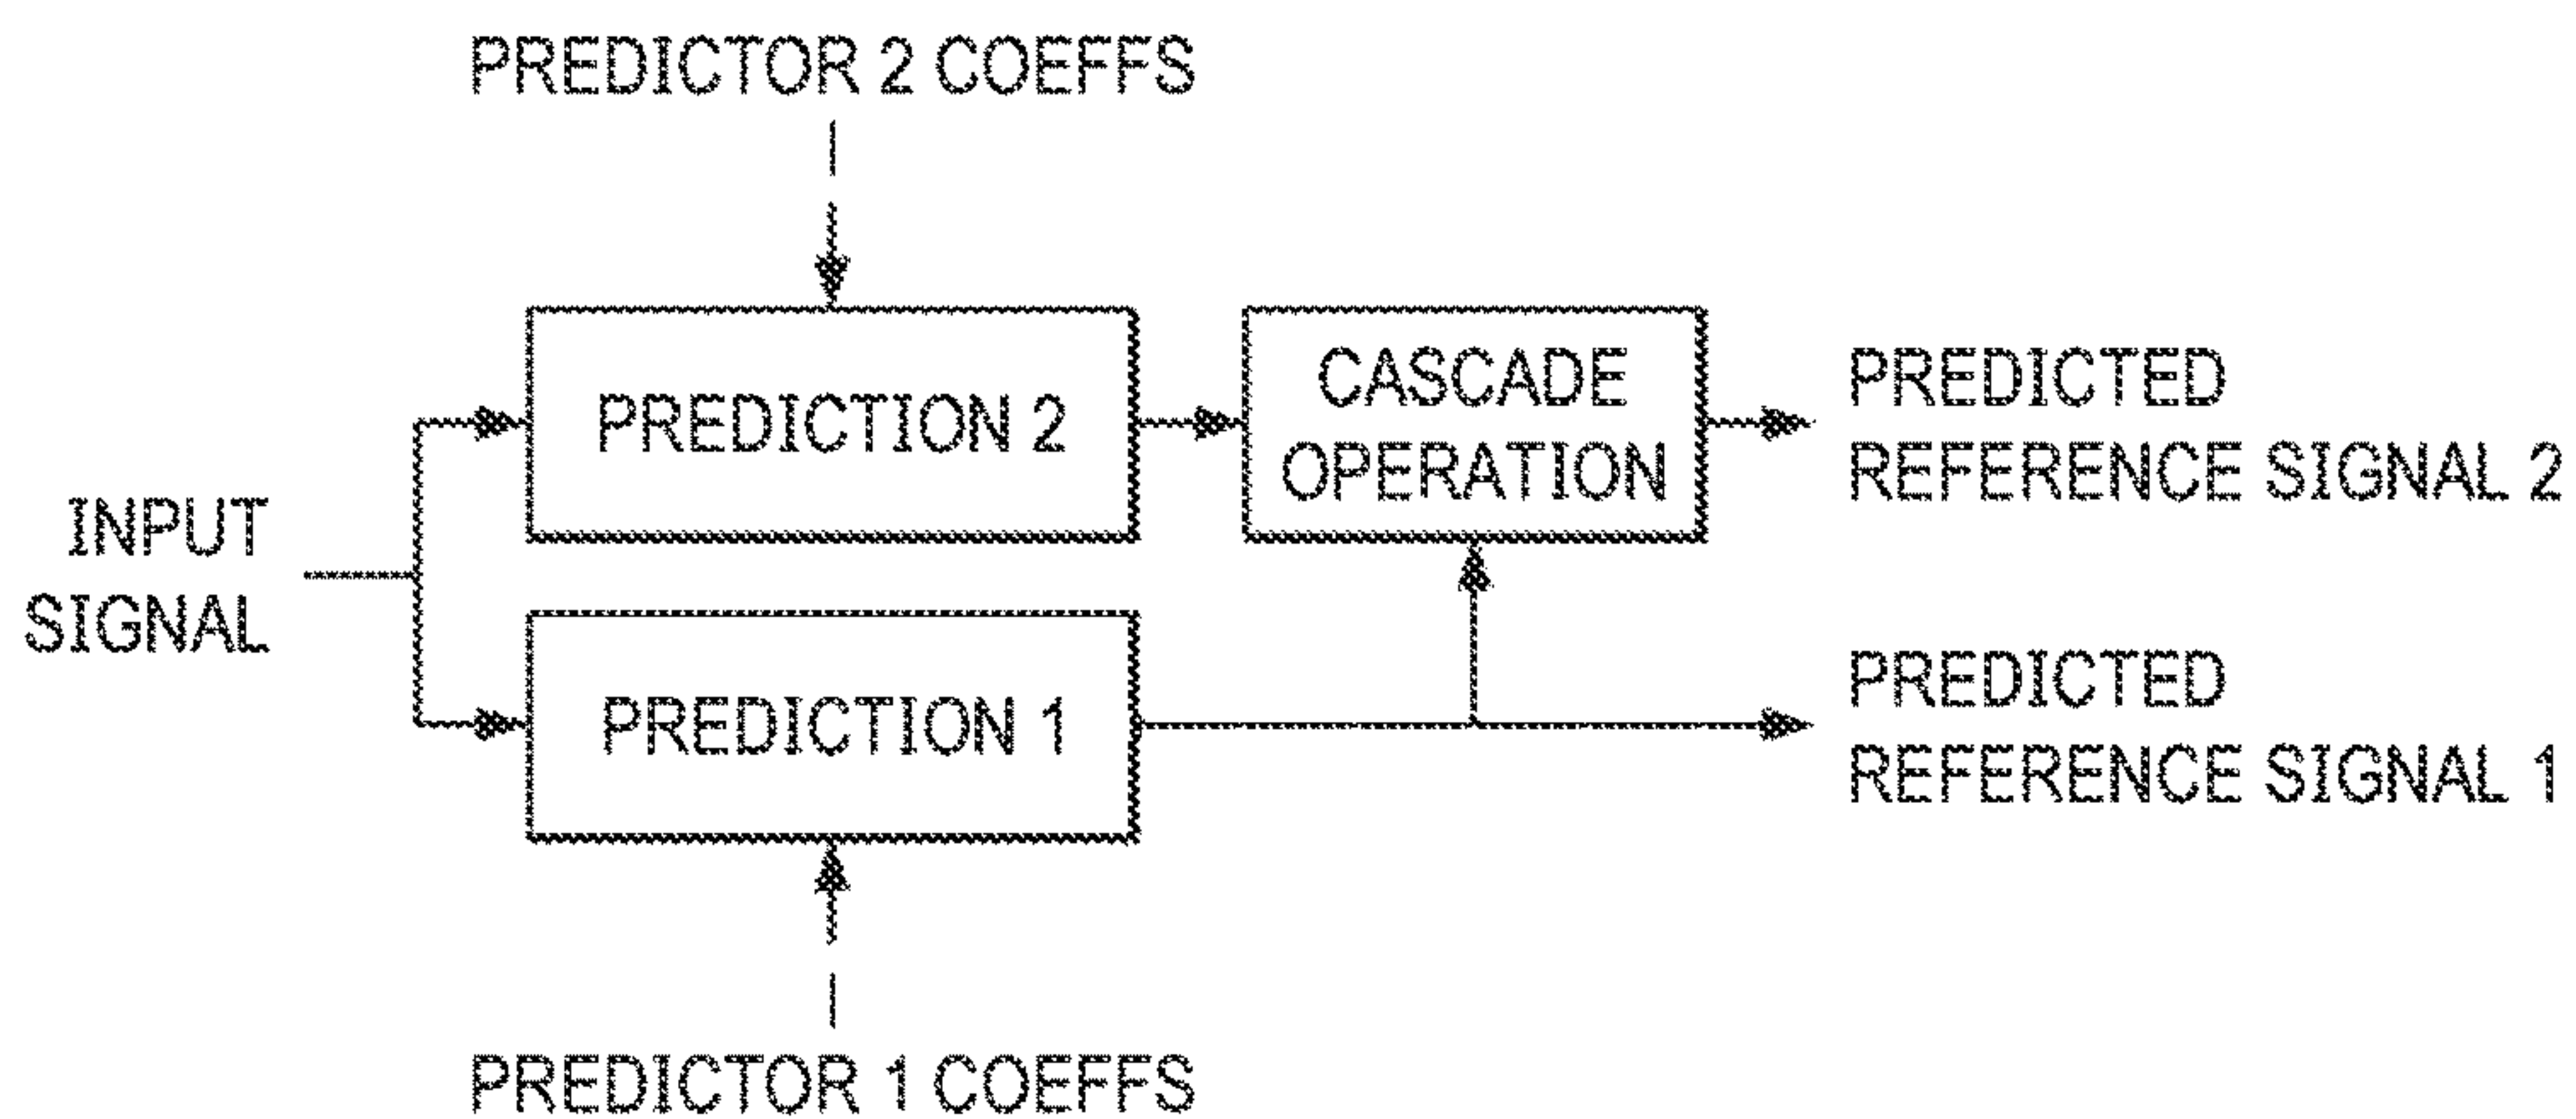 PREDICTOR 2 COEFFS
PREDICTION 2
CASCADE
OPERATION
PREDICTED
REFERENCE SIGNAL 2
INPUT
SIGNAL
PREDICTION 1
PREDICTED
REFERENCE SIGNAL 1
PREDICTOR 1 COEFFS